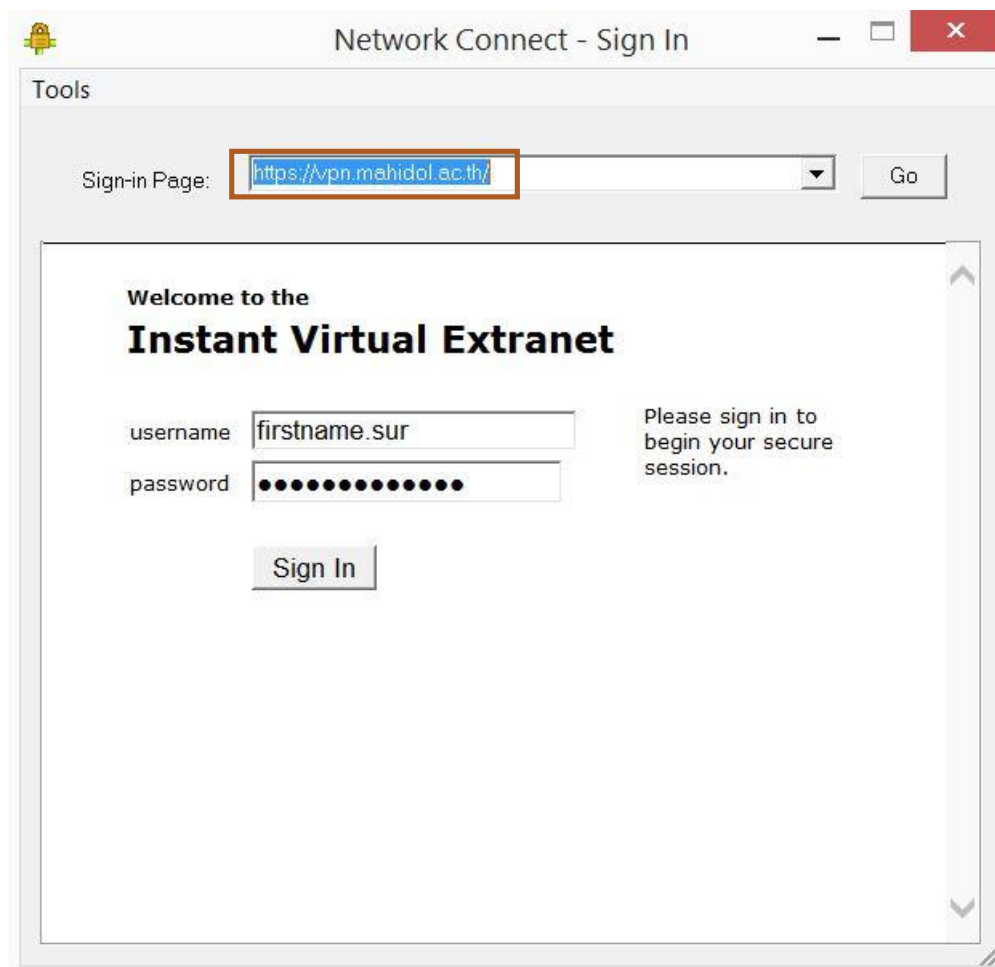 Network Connect - Sign In
Tools
Sign-in Page: https://vpn.mahidol.ac.th/ Go
Welcome to the
Instant Virtual Extranet
username firstname.sur
password ●●●●●●●●●●●●●
Please sign in to
begin your secure
session.
Sign In